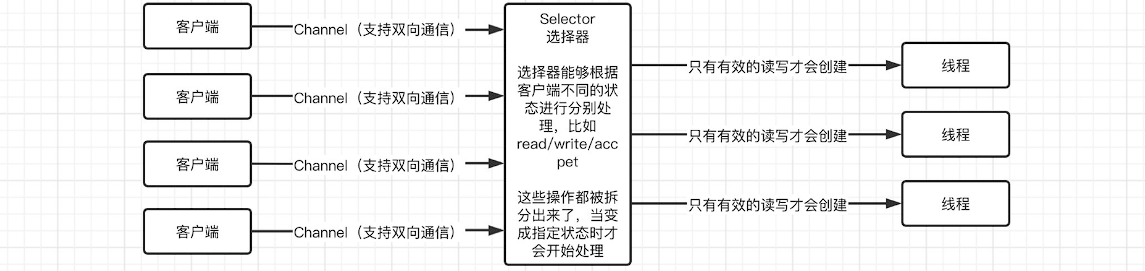 客户端
Channel（支持双向通信）
客户端
Channel（支持双向通信）
客户端
Channel（支持双向通信）
客户端
Channel（支持双向通信）
Selector
选择器
选择器能够根据
客户端不同的状
态进行分别处
理，比如
read/write/acc
pet
这些操作都被拆
分出来了，当变
成指定状态时才
会开始处理
只有有效的读写才会创建
线程
只有有效的读写才会创建
线程
只有有效的读写才会创建
线程